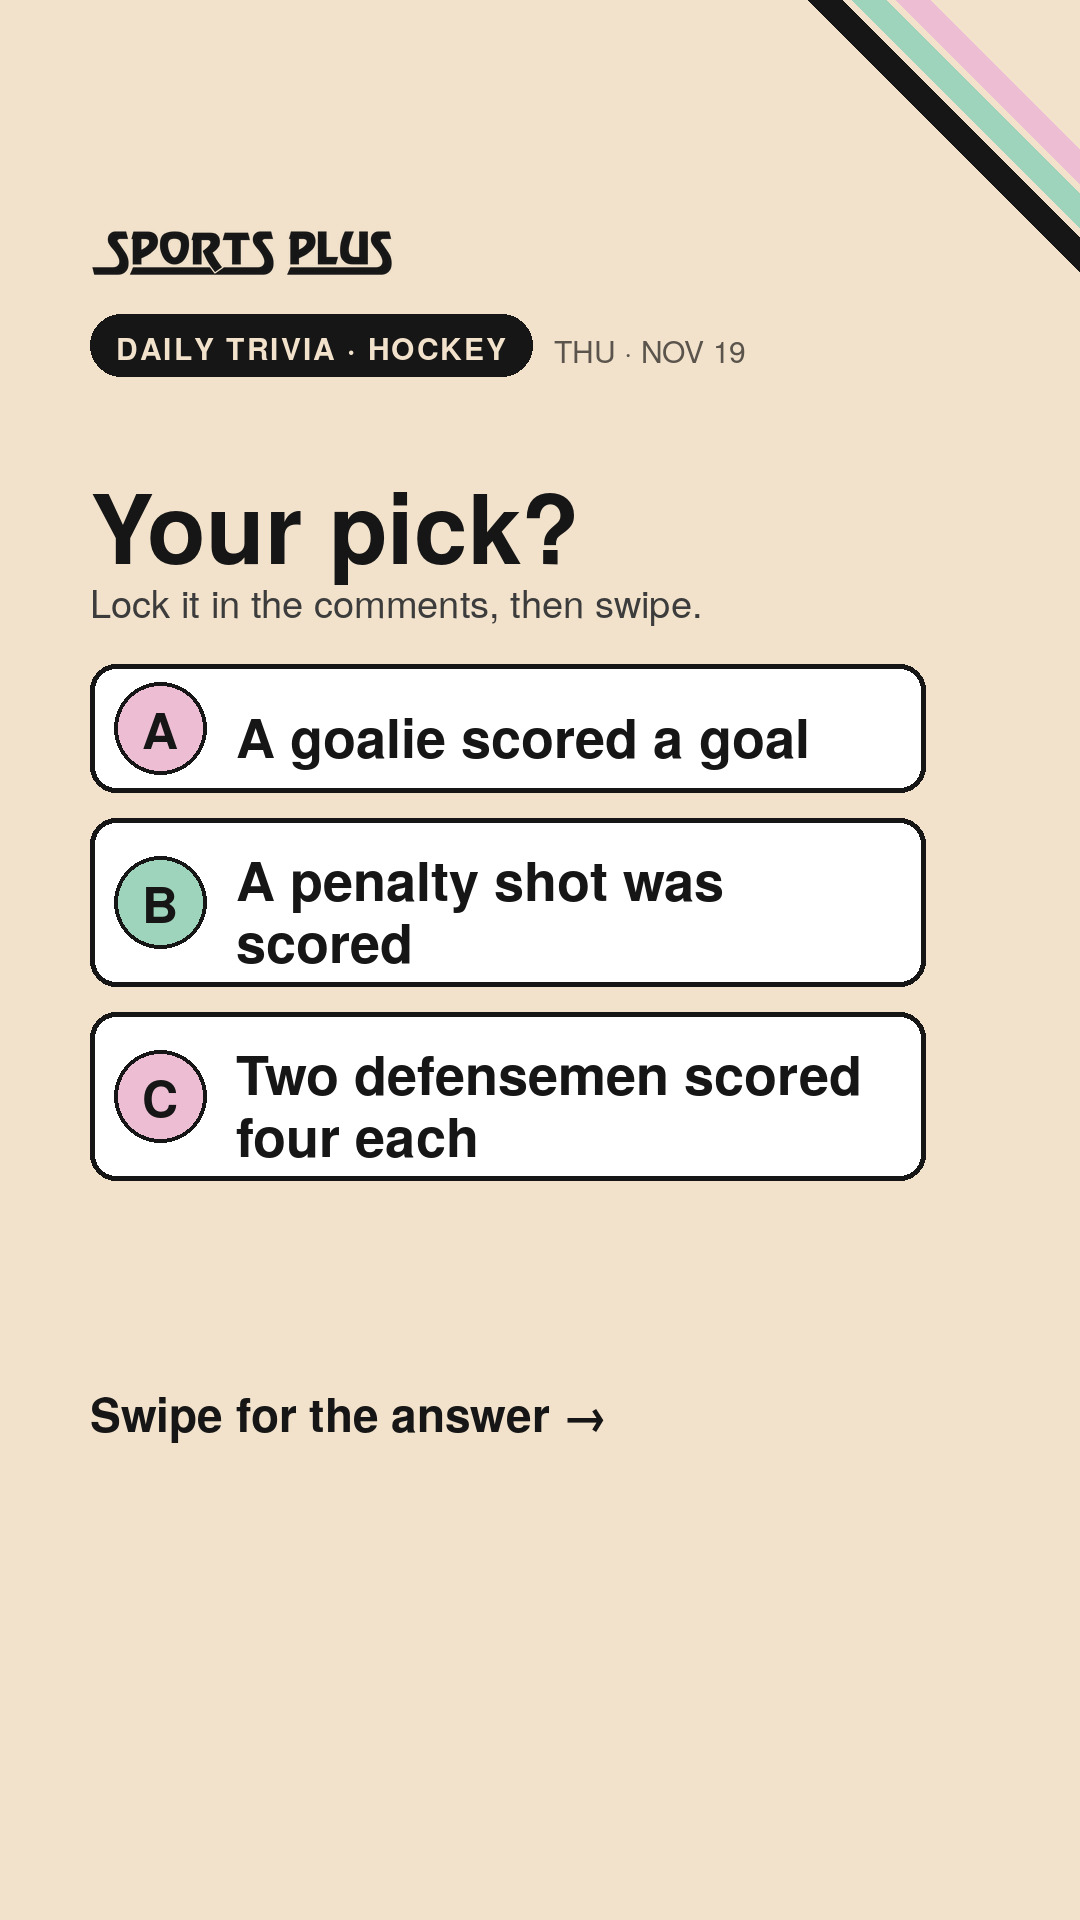 SPORTS PLUS
DAILY TRIVIA · HOCKEY
THU · NOV 19
Your pick?
Lock it in the comments, then swipe.
A
A goalie scored a goal
B
A penalty shot was
scored
C
Two defensemen scored
four each
Swipe for the answer →